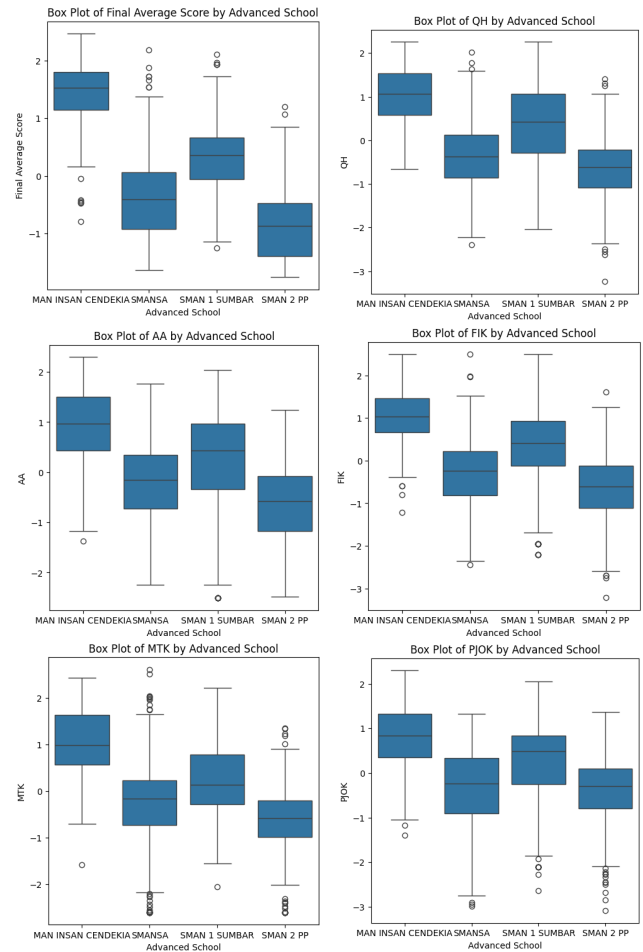 Box Plot of Final Average Score by Advanced School
Final Average Score
2
1
0
−1
MAN INSAN CENDEKIA SMANSA SMAN 1 SUMBAR SMAN 2 PP
Advanced School
Box Plot of QH by Advanced School
QH
2
1
0
−1
−2
−3
MAN INSAN CENDEKIA SMANSA SMAN 1 SUMBAR SMAN 2 PP
Advanced School
Box Plot of AA by Advanced School
AA
2
1
0
−1
−2
MAN INSAN CENDEKIA SMANSA SMAN 1 SUMBAR SMAN 2 PP
Advanced School
Box Plot of FIK by Advanced School
FIK
2
1
0
−1
−2
−3
MAN INSAN CENDEKIA SMANSA SMAN 1 SUMBAR SMAN 2 PP
Advanced School
Box Plot of MTK by Advanced School
MTK
2
1
0
−1
−2
MAN INSAN CENDEKIA SMANSA SMAN 1 SUMBAR SMAN 2 PP
Advanced School
Box Plot of PJOK by Advanced School
PJOK
2
1
0
−1
−2
−3
MAN INSAN CENDEKIA SMANSA SMAN 1 SUMBAR SMAN 2 PP
Advanced School